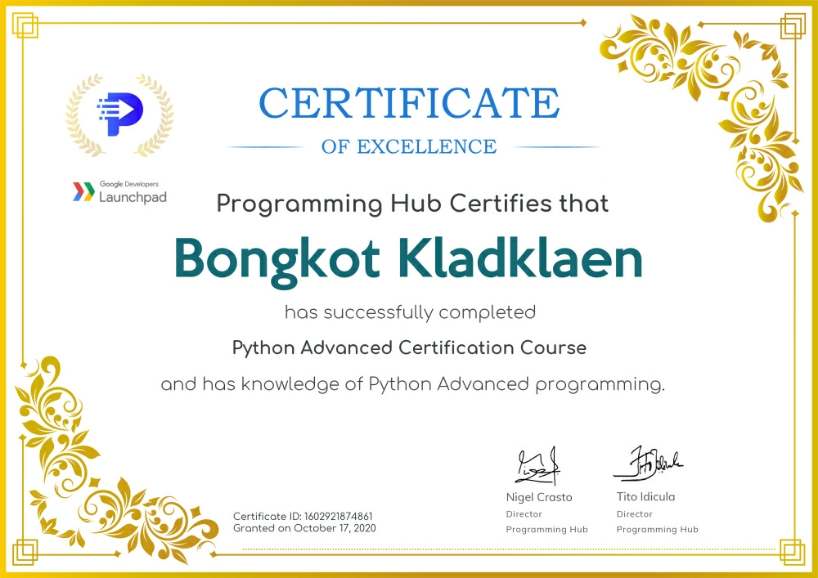 CERTIFICATE
OF EXCELLENCE
Google Developers
Launchpad
Programming Hub Certifies that
Bongkot Kladklaen
has successfully completed
Python Advanced Certification Course
and has knowledge of Python Advanced programming.
Nigel Crasto
Director
Programming Hub
Tito Idicula
Director
Programming Hub
Certificate ID: 1602921874861
Granted on October 17, 2020